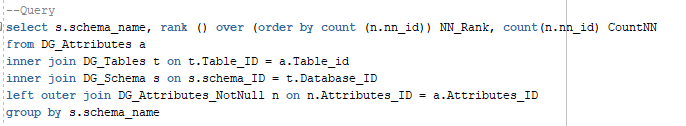 --Query
select s.schema_name, rank () over (order by count (n.nn_id)) NN_Rank, count(n.nn_id) CountNN
from DG_Attributes a
inner join DG_Tables t on t.Table_ID = a.Table_id
inner join DG_Schema s on s.schema_ID = t.Database_ID
left outer join DG_Attributes_NotNull n on n.Attributes_ID = a.Attributes_ID
group by s.schema_name